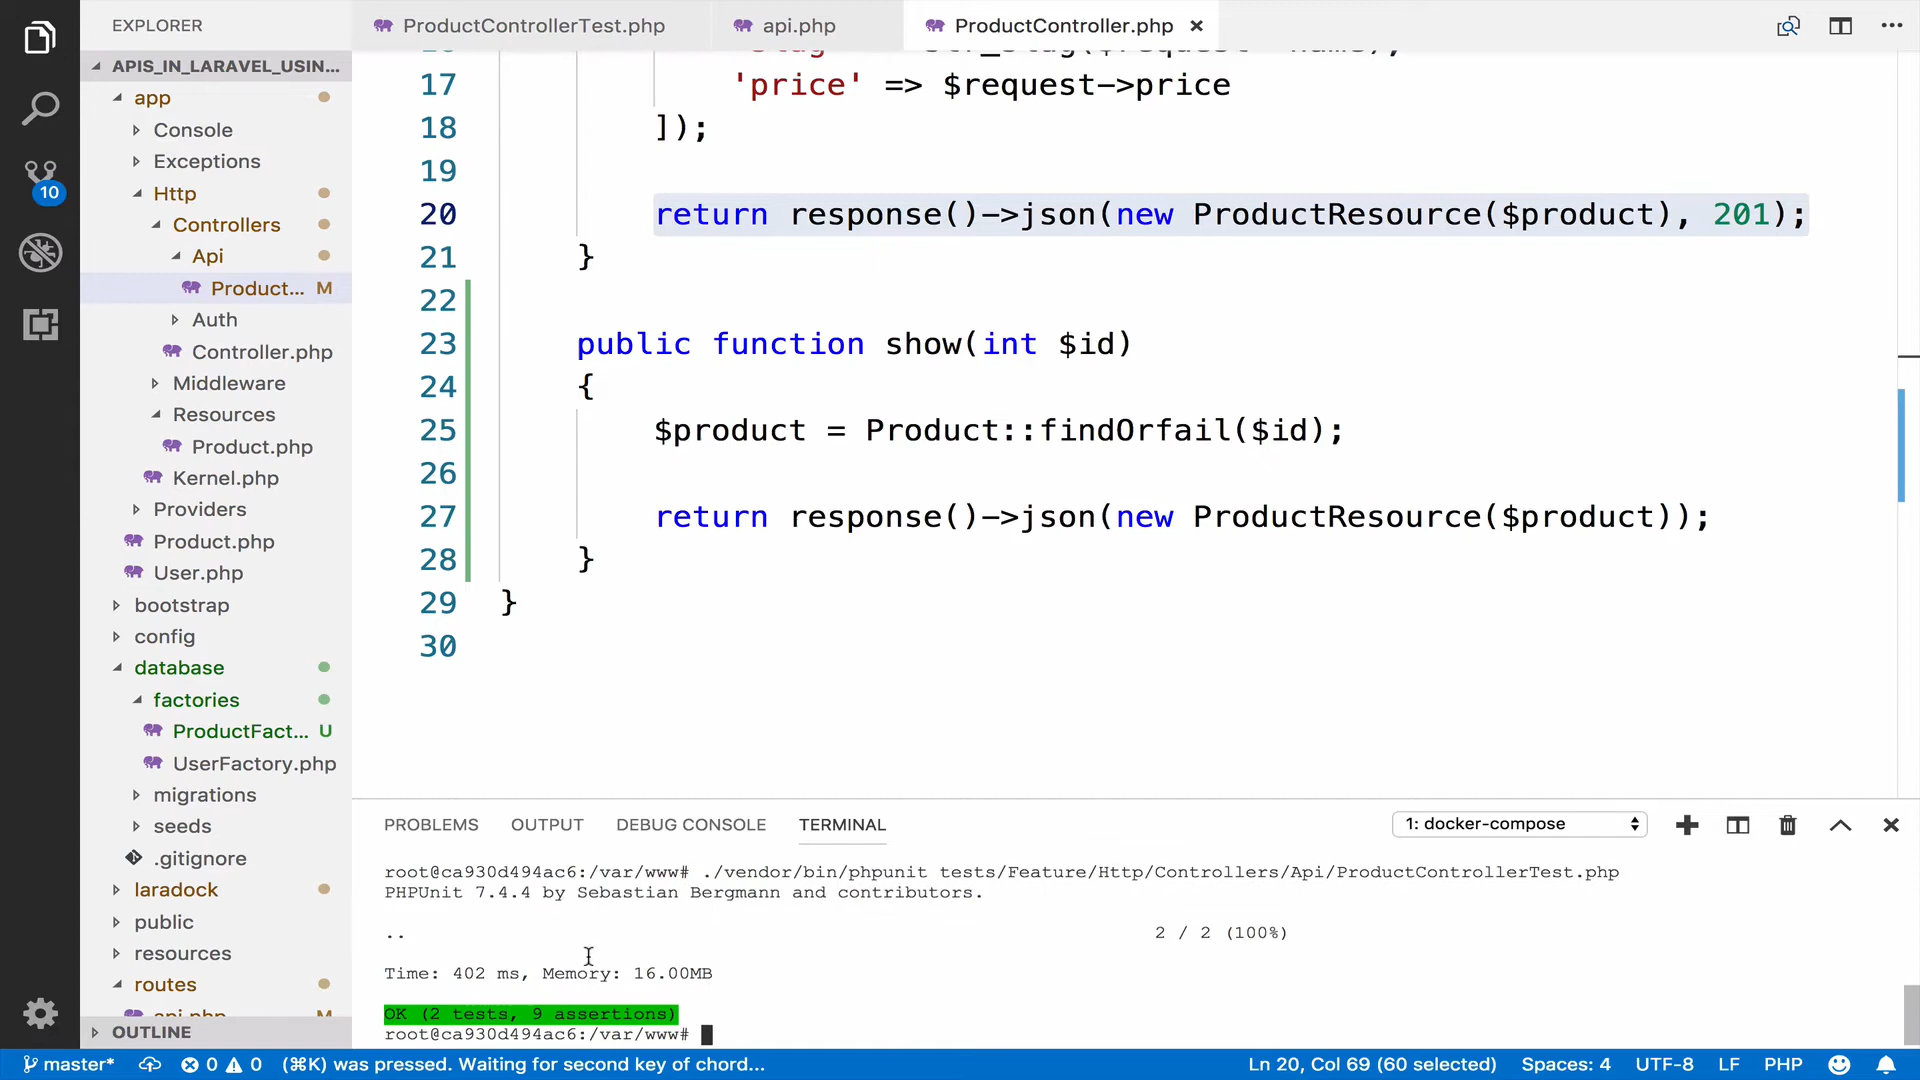 EXPLORER
ProductControllerTest.php
api.php
ProductController.php
APIS_IN_LARAVEL_USIN...
app
Console
Exceptions
Http
Controllers
Api
Product... M
Auth
Controller.php
Middleware
Resources
Product.php
Kernel.php
Providers
Product.php
User.php
bootstrap
config
database
factories
ProductFact... U
UserFactory.php
migrations
seeds
.gitignore
laradock
public
resources
routes
api.php M
OUTLINE
10
17 'price' => $request->price
18 ]);
19
20 return response()->json(new ProductResource($product), 201);
21 }
22
23 public function show(int $id)
24 {
25 $product = Product::findOrfail($id);
26
27 return response()->json(new ProductResource($product));
28 }
29 }
30
PROBLEMS OUTPUT DEBUG CONSOLE TERMINAL 1: docker-compose
root@ca930d494ac6:/var/www# ./vendor/bin/phpunit tests/Feature/Http/Controllers/Api/ProductControllerTest.php
PHPUnit 7.4.4 by Sebastian Bergmann and contributors.
.. 2 / 2 (100%)
Time: 402 ms, Memory: 16.00MB
OK (2 tests, 9 assertions)
root@ca930d494ac6:/var/www#
master* 0 0 (⌘K) was pressed. Waiting for second key of chord... Ln 20, Col 69 (60 selected) Spaces: 4 UTF-8 LF PHP